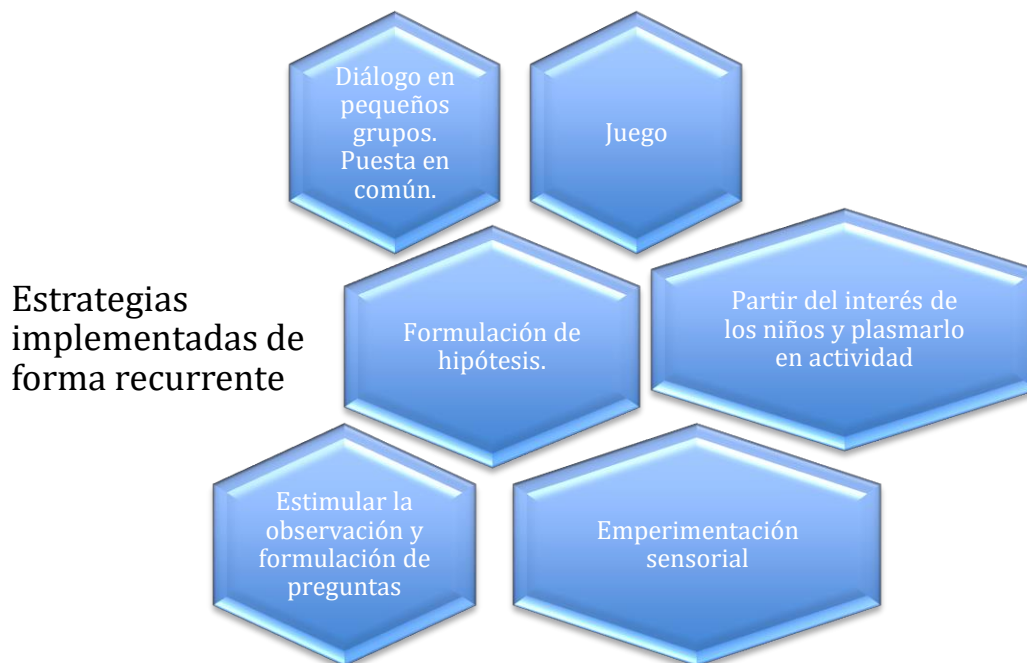 Diálogo en
pequeños
grupos.
Puesta en
común.
Juego
Estrategias
implementadas de
forma recurrente
Formulación de
hipótesis.
Partir del interés de
los niños y plasmarlo
en actividad
Estimular la
observación y
formulación de
preguntas
Emperimentación
sensorial